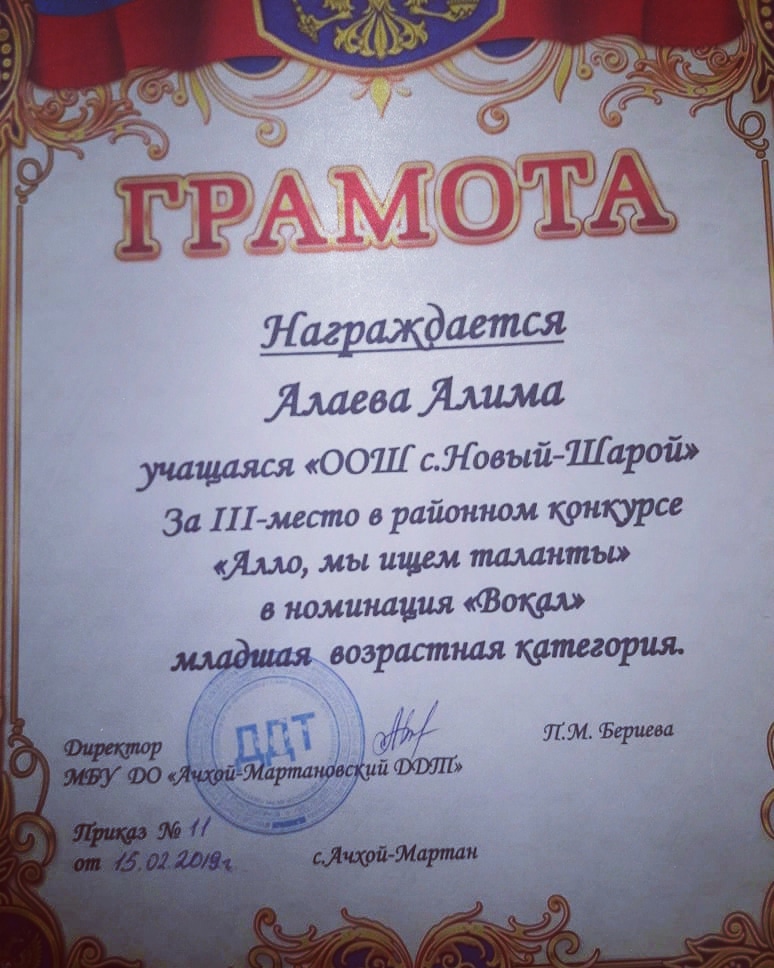 ГРАМОТА
Награждается
Алаева Алима
учащаяся «ООШ с.Новый-Шарой»
За III-место в районном конкурсе
«Алло, мы ищем таланты»
в номинация «Вокал»
младшая возрастная категория.
Директор П.М. Бериева
МБУ ДО «Ачхой-Мартановский ДДТ»
ДДТ
Приказ № 11
от 15.02.2019г. с.Ачхой-Мартан